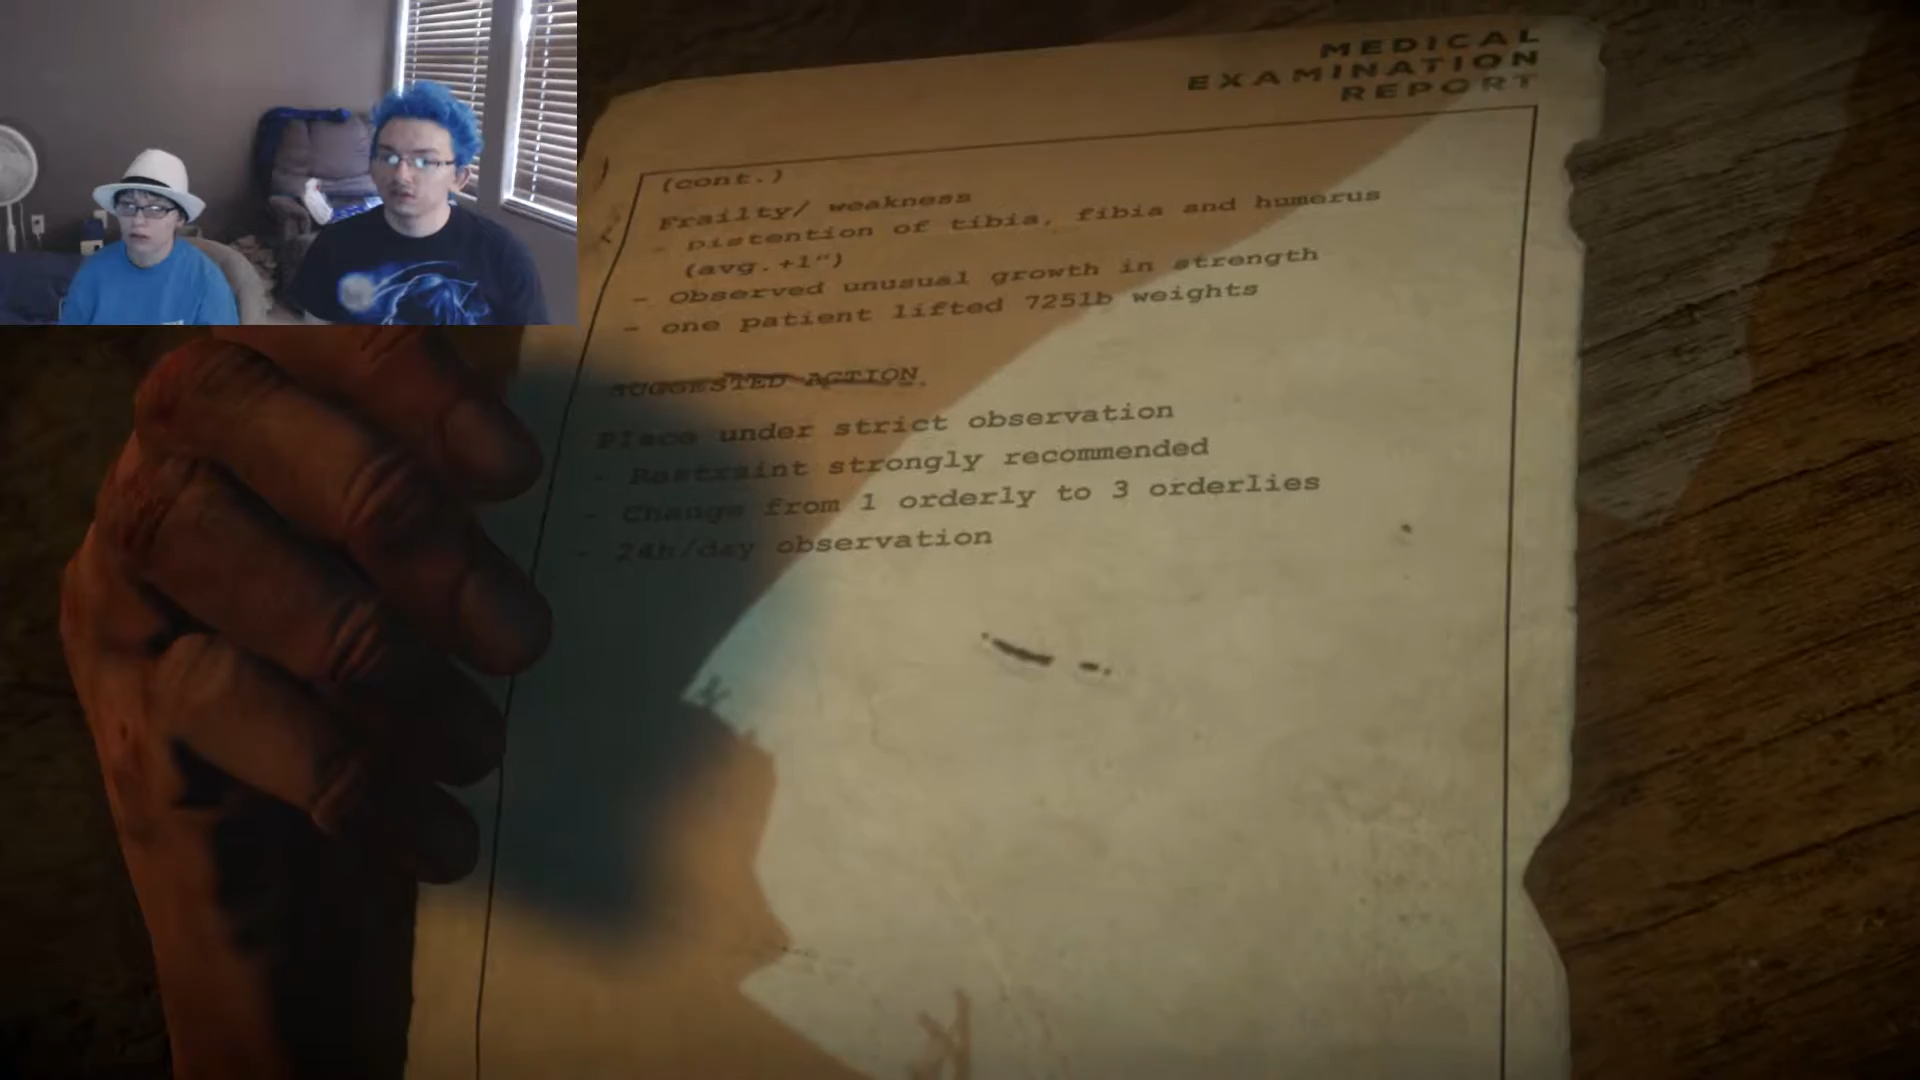 MEDICAL
EXAMINATION
REPORT
(cont.)
Frailty/ weakness
- Distention of tibia, fibia and humerus
(avg.+1")
- Observed unusual growth in strength
- one patient lifted 725lb weights
SUGGESTED ACTION
Place under strict observation
- Restraint strongly recommended
- Change from 1 orderly to 3 orderlies
- 24h/day observation